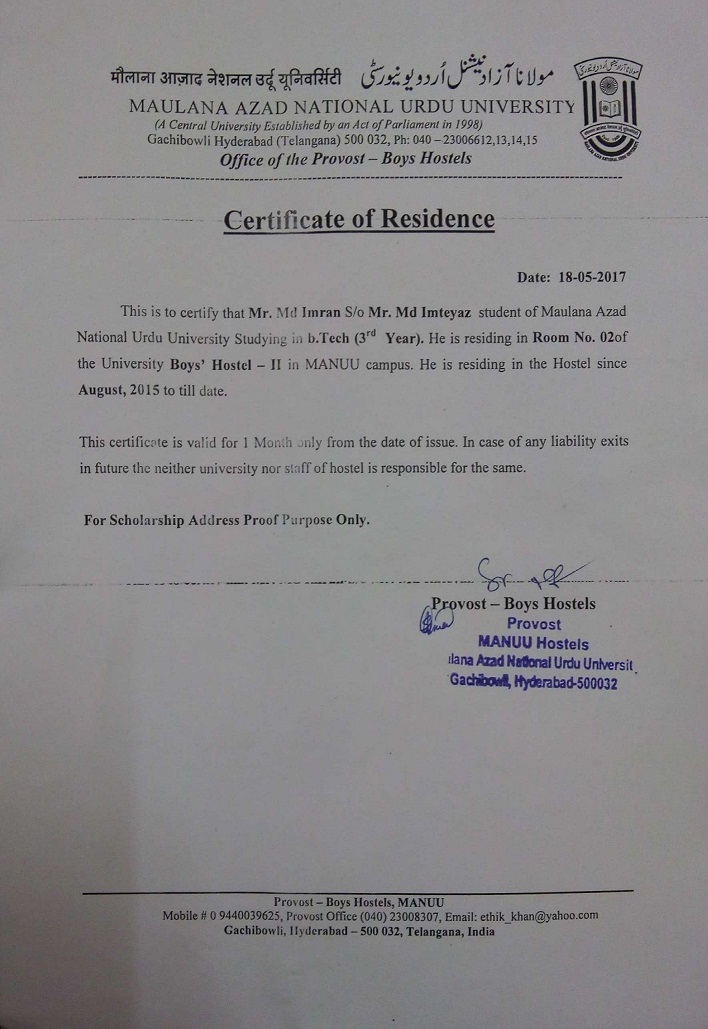 मौलाना आज़ाद नेशनल उर्दू यूनिवर्सिटी مولانا آزاد نیشنل اُردو یونیورسٹی
MAULANA AZAD NATIONAL URDU UNIVERSITY
(A Central University Established by an Act of Parliament in 1998)
Gachibowli Hyderabad (Telangana) 500 032, Ph: 040 – 23006612,13,14,15
Office of the Provost – Boys Hostels
Certificate of Residence
Date: 18-05-2017
This is to certify that Mr. Md Imran S/o Mr. Md Imteyaz student of Maulana Azad
National Urdu University Studying in b.Tech (3rd Year). He is residing in Room No. 02of
the University Boys' Hostel – II in MANUU campus. He is residing in the Hostel since
August, 2015 to till date.
This certificate is valid for 1 Month only from the date of issue. In case of any liability exits
in future the neither university nor staff of hostel is responsible for the same.
For Scholarship Address Proof Purpose Only.
Provost – Boys Hostels
Provost
MANUU Hostels
ulana Azad National Urdu Universit
Gachibowli, Hyderabad-500032
Provost – Boys Hostels, MANUU
Mobile # 0 9440039625, Provost Office (040) 23008307, Email: ethik_khan@yahoo.com
Gachibowli, Hyderabad – 500 032, Telangana, India